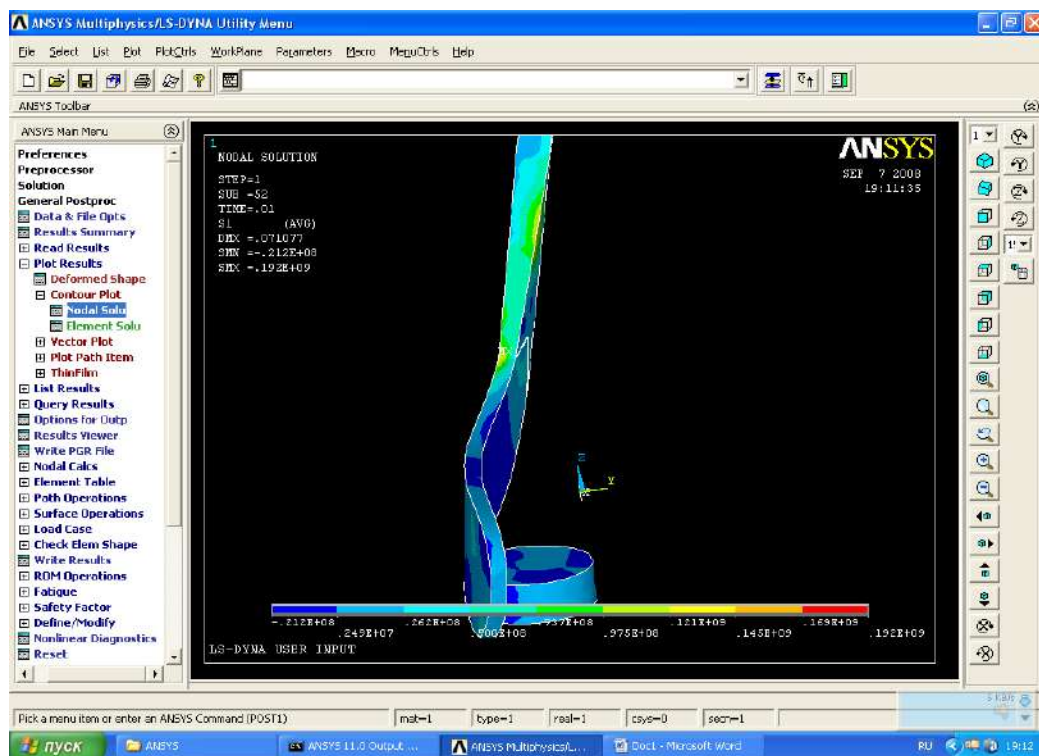 ANSYS Multiphysics/LS-DYNA Utility Menu
File Select List Plot PlotCtrls WorkPlane Parameters Macro MenuCtrls Help
ANSYS Toolbar
ANSYS Main Menu
Preferences
Preprocessor
Solution
General Postproc
Data & File Opts
Results Summary
Read Results
Plot Results
Deformed Shape
Contour Plot
Nodal Solu
Element Solu
Vector Plot
Plot Path Item
ThinFilm
List Results
Query Results
Options for Outp
Results Viewer
Write PGR File
Nodal Calcs
Element Table
Path Operations
Surface Operations
Load Case
Check Elem Shape
Write Results
ROM Operations
Fatigue
Safety Factor
Define/Modify
Nonlinear Diagnostics
Reset
1
NODAL SOLUTION
STEP=1
SUB =52
TIME=.01
S1 (AVG)
DMX =.071077
SMN =-.212E+08
SMX =.192E+09
ANSYS
SEP 7 2008
19:11:35
Z
Y
-.212E+08 .262E+08 .737E+08 .121E+09 .169E+09
.249E+07 .500E+08 .975E+08 .145E+09 .192E+09
LS-DYNA USER INPUT
1
Pick a menu item or enter an ANSYS Command (POST1) mat=1 type=1 real=1 csys=0 secn=1
пуск ANSYS ANSYS 11.0 Output ... ANSYS Multiphysics/L... Doc1 - Microsoft Word RU 19:12